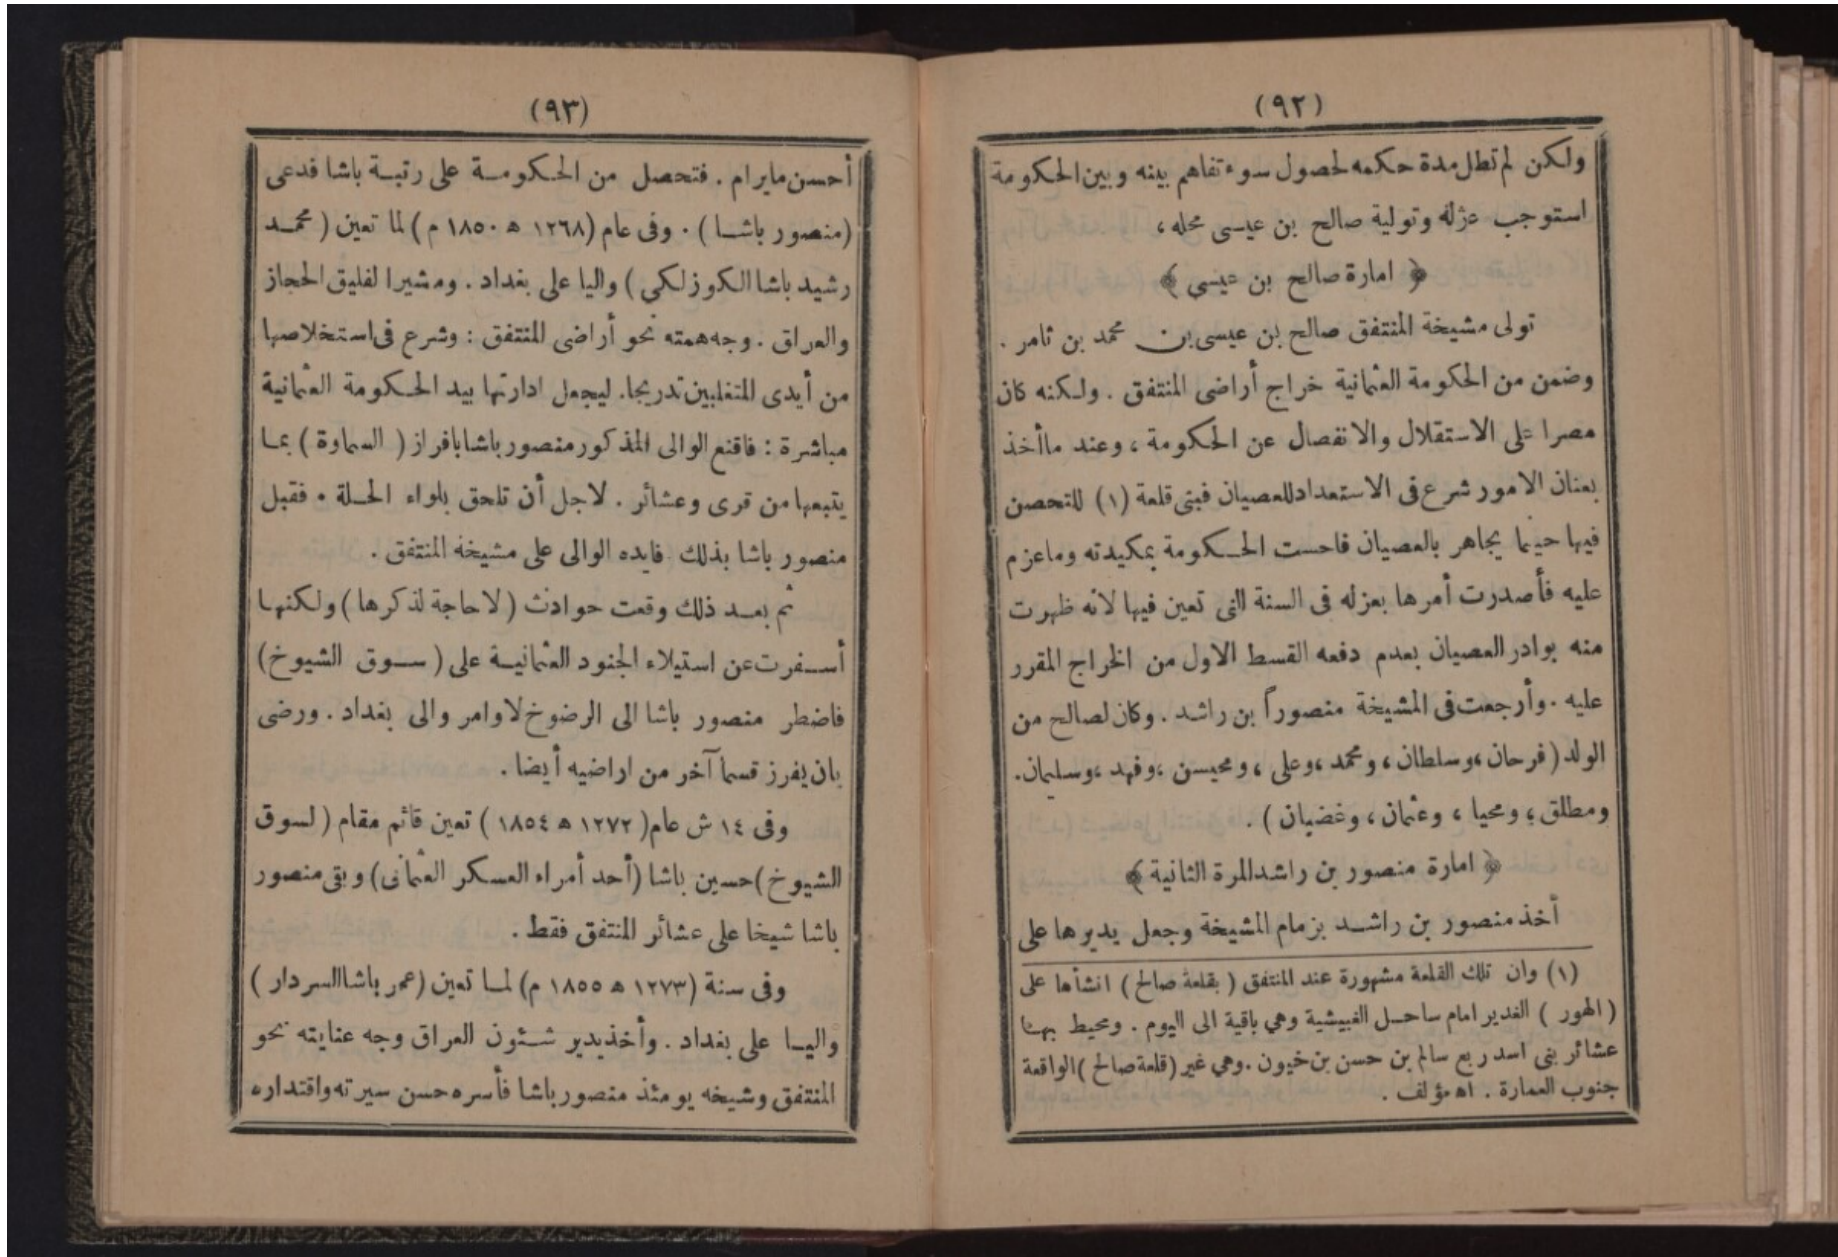 (٩٢)
ولكن لم تطل مدة حكمه لحصول سوء تفاهم بينه وبين الحكومة
استوجب عزله وتولية صالح بن عيسى محله ،
﴿ امارة صالح بن عيسى ﴾
تولى مشيخة المنتفق صالح بن عيسى بن محمد بن ثامر .
وضمن من الحكومة العثمانية خراج أراضى المنتفق . ولكنه كان
مصرا على الاستقلال والانفصال عن الحكومة ، وعند ماأخذ
بعنان الامور شرع فى الاستعداد للعصيان فبنى قلعة (١) للتحصن
فيها حينما يجاهر بالعصيان فاحست الحكومة بمكيدته وماعزم
عليه فأصدرت أمرها بعزله فى السنة التى تعين فيها لانه ظهرت
منه بوادر العصيان بعدم دفعه القسط الاول من الخراج المقرر
عليه . وأرجعت فى المشيخة منصوراً بن راشد . وكان لصالح من
الولد ( فرحان ، وسلطان ، ومحمد ، وعلى ، ومحيسن ، وفهد ، وسليمان .
ومطلق ، ومحيا ، وعثمان ، وغضبان ) .
﴿ امارة منصور بن راشد للمرة الثانية ﴾
أخذ منصور بن راشد بزمام المشيخة وجعل يديرها على
(١) وان تلك القلعة مشهورة عند المنتفق ( بقلعة صالح ) انشأها على
( الهور ) الغدير امام ساحل الغبيشية وهي باقية الى اليوم . ومحيط بها
عشائر بنى اسد ربع سالم بن حسن بن خيون . وهي غير ( قلعة صالح ) الواقعة
جنوب العمارة . اه مؤلف .
(٩٣)
أحسن مايرام . فتحصل من الحكومة على رتبة باشا فدعى
(منصور باشا ) . وفى عام (١٢٦٨ ه ١٨٥٠ م ) لما تعين ( محمد
رشيد باشا الكوزلكي ) واليا على بغداد . ومشيرا لفليق الحجاز
والعراق . وجه همته نحو أراضى المنتفق : وشرع فى استخلاصها
من أيدى المتغلبين تدريجا . ليجعل ادارتها بيد الحكومة العثمانية
مباشرة : فاقنع الوالى المذكور منصور باشا بافراز ( السماوة ) بما
يتبعها من قرى وعشائر . لاجل أن تلحق بلواء الحلة . فقبل
منصور باشا بذلك فايده الوالى على مشيخة المنتفق .
ثم بعد ذلك وقعت حوادث ( لاحاجة لذكرها ) ولكنها
أسفرت عن استيلاء الجنود العثمانية على ( سوق الشيوخ )
فاضطر منصور باشا الى الرضوخ لاوامر والى بغداد . ورضى
بان يفرز قسماً آخر من اراضيه أيضا .
وفى ١٤ ش عام ( ١٢٧٢ ه ١٨٥٤ ) تعين قائم مقام ( لسوق
الشيوخ ) حسين باشا (أحد أمراء العسكر العثمانى) وبقى منصور
باشا شيخا على عشائر المنتفق فقط .
وفى سنة (١٢٧٣ ه ١٨٥٥ م ) لما تعين (عمر باشا السردار )
واليا على بغداد . وأخذ يدير شئون العراق وجه عنايته نحو
المنتفق وشيخه يومئذ منصور باشا فأسره حسن سيرته واقتداره